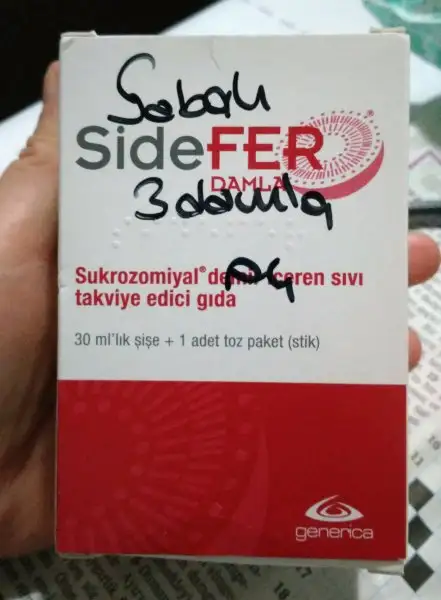 Sabah
SideFER®
DAMLA
3 damla
AÇ
Sukrozomiyal® demir içeren sıvı
takviye edici gıda
30 ml'lik şişe + 1 adet toz paket (stik)
generica